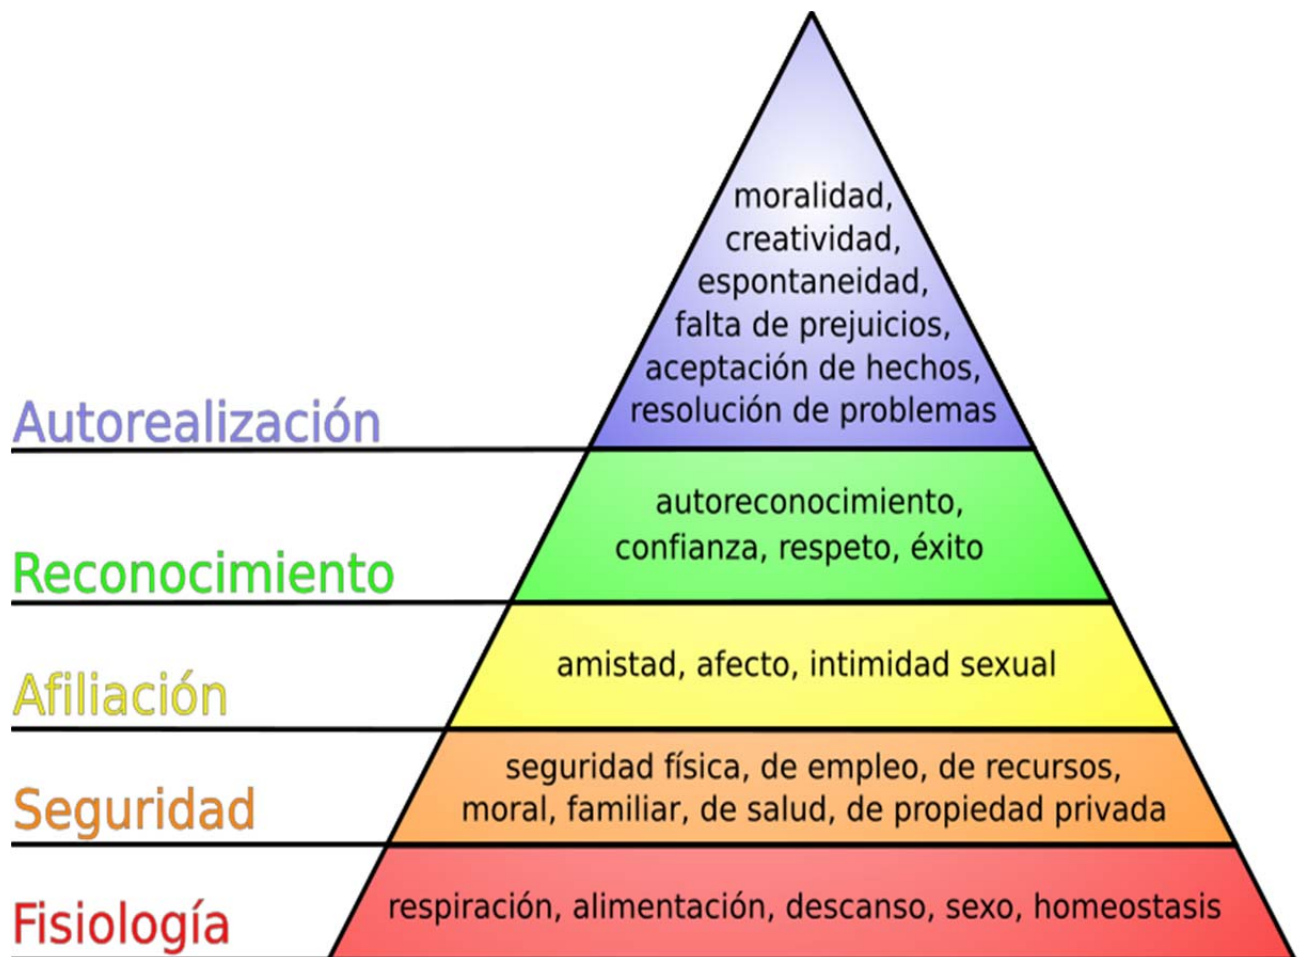 moralidad,
creatividad,
espontaneidad,
falta de prejuicios,
aceptación de hechos,
resolución de problemas
Autorealización
autoreconocimiento,
confianza, respeto, éxito
Reconocimiento
amistad, afecto, intimidad sexual
Afiliación
seguridad física, de empleo, de recursos,
moral, familiar, de salud, de propiedad privada
Seguridad
respiración, alimentación, descanso, sexo, homeostasis
Fisiología